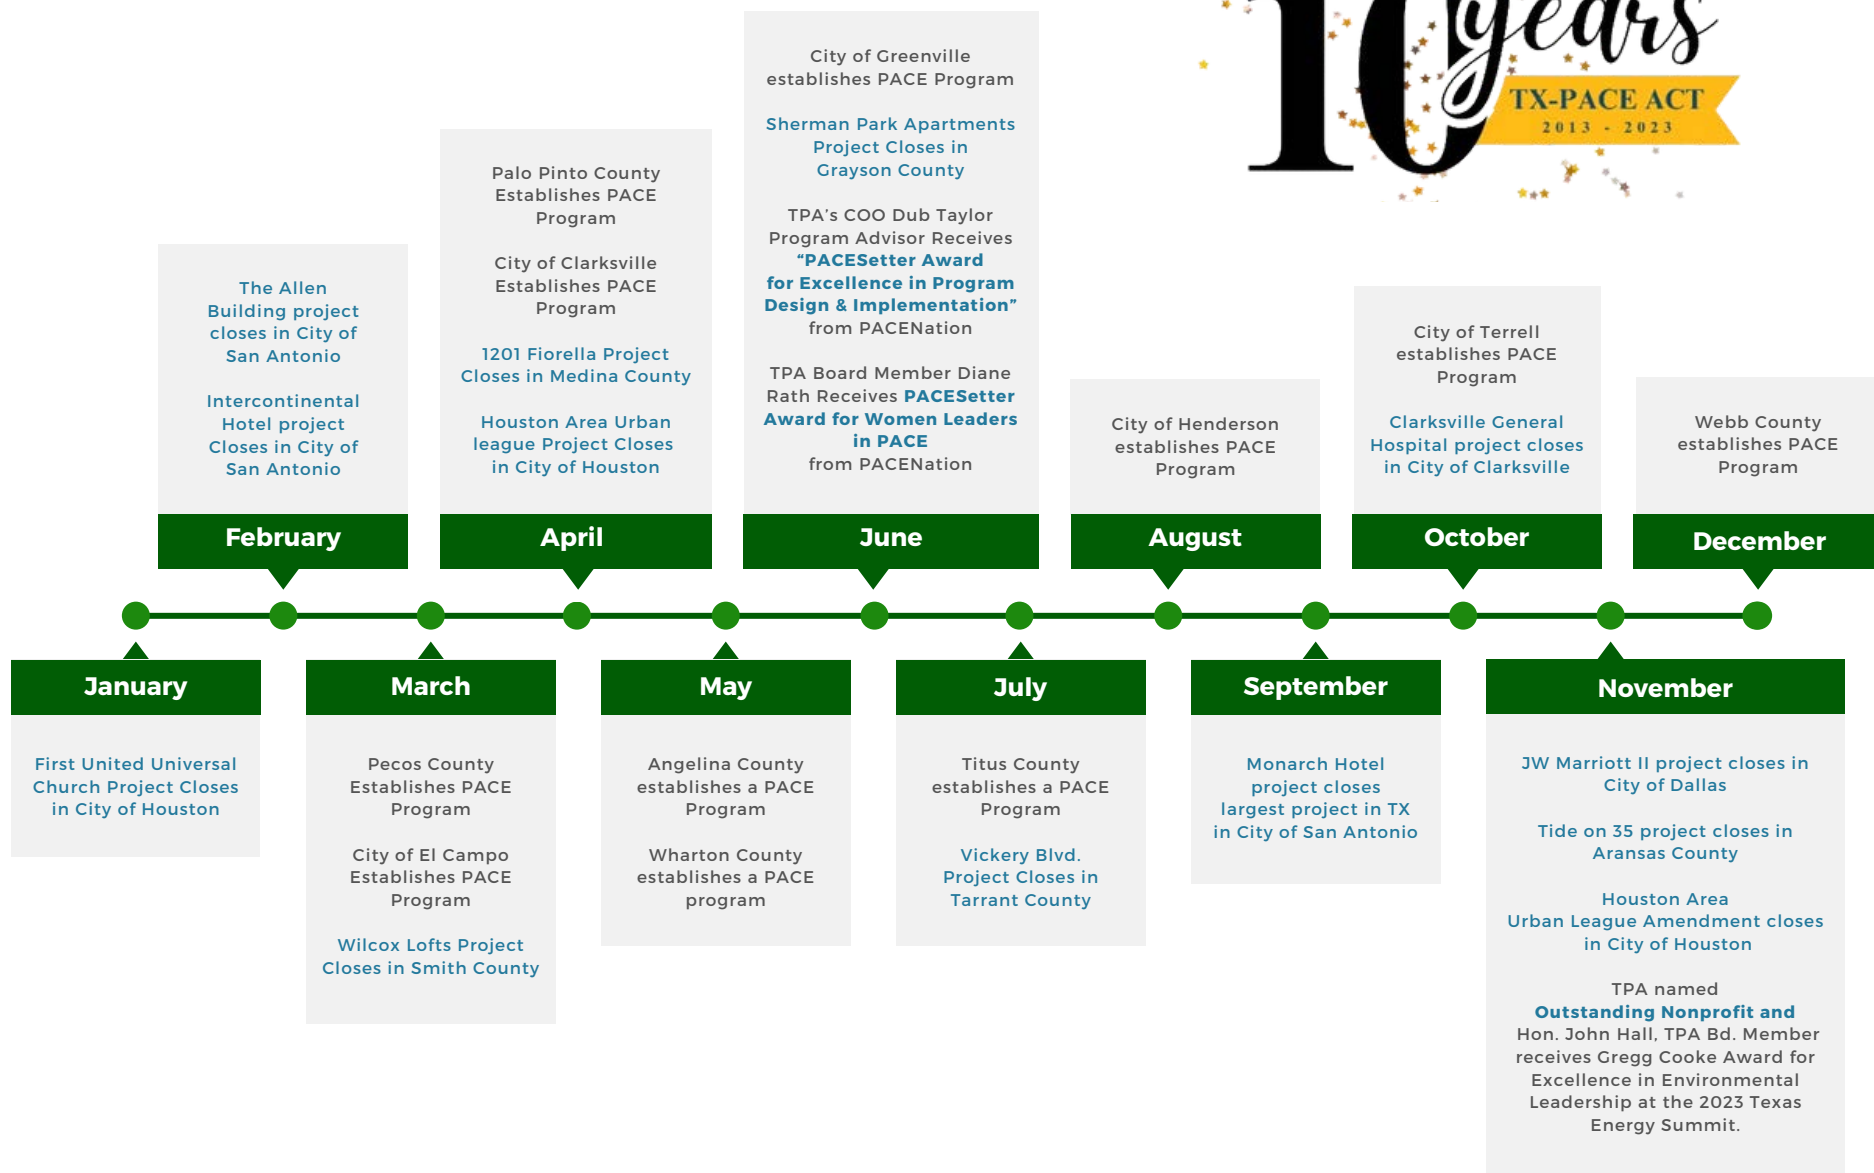 10 years
TX-PACE ACT
2013 - 2023
The Allen
Building project
closes in City of
San Antonio
Intercontinental
Hotel project
Closes in City of
San Antonio
February
Palo Pinto County
Establishes PACE
Program
City of Clarksville
Establishes PACE
Program
1201 Fiorella Project
Closes in Medina County
Houston Area Urban
league Project Closes
in City of Houston
April
City of Greenville
establishes PACE Program
Sherman Park Apartments
Project Closes in
Grayson County
TPA's COO Dub Taylor
Program Advisor Receives
“PACESetter Award
for Excellence in Program
Design & Implementation”
from PACENation
TPA Board Member Diane
Rath Receives PACESetter
Award for Women Leaders
in PACE
from PACENation
June
City of Henderson
establishes PACE
Program
August
City of Terrell
establishes PACE
Program
Clarksville General
Hospital project closes
in City of Clarksville
October
Webb County
establishes PACE
Program
December
January
First United Universal
Church Project Closes
in City of Houston
March
Pecos County
Establishes PACE
Program
City of El Campo
Establishes PACE
Program
Wilcox Lofts Project
Closes in Smith County
May
Angelina County
establishes a PACE
Program
Wharton County
establishes a PACE
program
July
Titus County
establishes a PACE
Program
Vickery Blvd.
Project Closes in
Tarrant County
September
Monarch Hotel
project closes
largest project in TX
in City of San Antonio
November
JW Marriott II project closes in
City of Dallas
Tide on 35 project closes in
Aransas County
Houston Area
Urban League Amendment closes
in City of Houston
TPA named
Outstanding Nonprofit and
Hon. John Hall, TPA Bd. Member
receives Gregg Cooke Award for
Excellence in Environmental
Leadership at the 2023 Texas
Energy Summit.